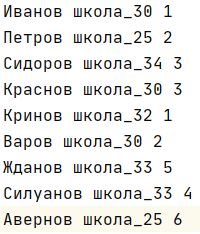 Иванов школа_30 1
Петров школа_25 2
Сидоров школа_34 3
Краснов школа_30 3
Кринов школа_32 1
Варов школа_30 2
Жданов школа_33 5
Силуанов школа_33 4
Авернов школа_25 6